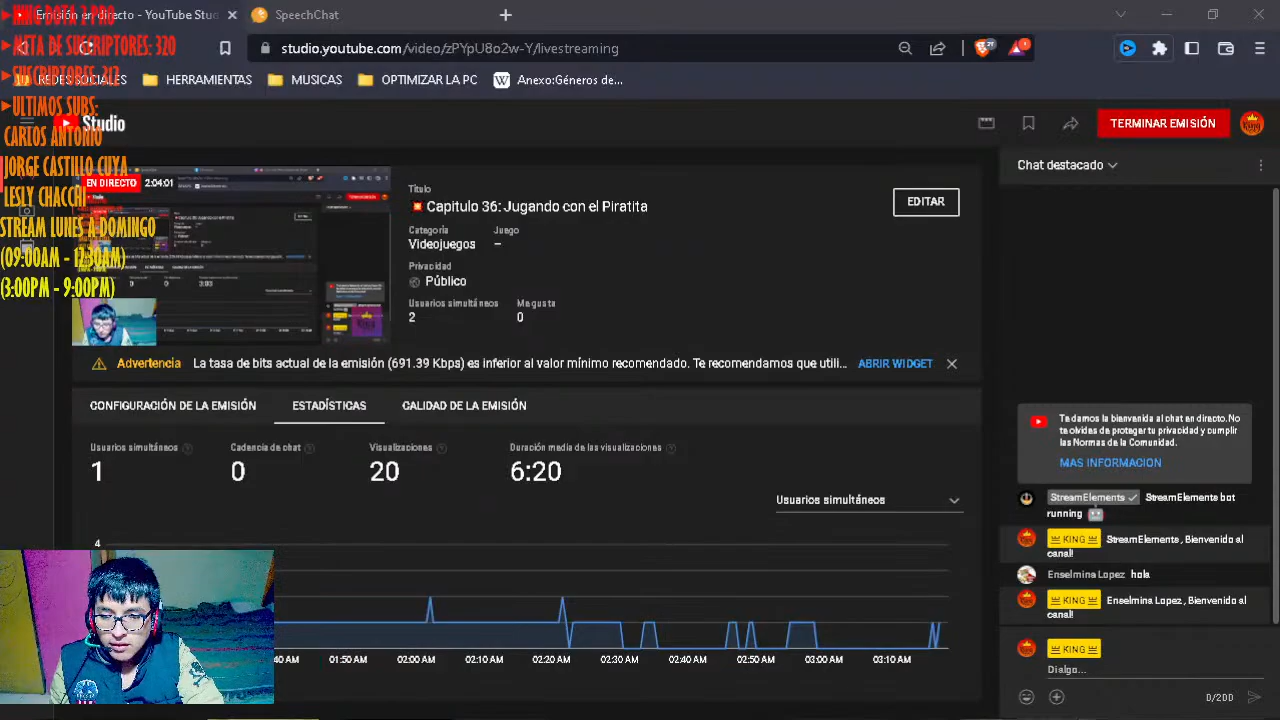 Emisión en directo - YouTube Stu
SpeechChat
studio.youtube.com/video/zPYpU8o2w-Y/livestreaming
REDES SOCIALES
HERRAMIENTAS
MUSICAS
OPTIMIZAR LA PC
Anexo:Géneros de...
DOTA 2 PRO
META DE SUSCRIPTORES: 320
SUSCRIPTORES: 313
ULTIMOS SUBS:
CARLOS ANTONIO
JORGE CASTILLO CUYA
LESLY CHACCHI
STREAM LUNES A DOMINGO
(3:00PM - 9:00PM)
Studio
TERMINAR EMISIÓN
EN DIRECTO
2:04:01
Título
Capitulo 36: Jugando con el Piratita
EDITAR
Categoría
Juego
Videojuegos
–
Privacidad
Público
Usuarios simultáneos
Me gusta
2
0
Advertencia
La tasa de bits actual de la emisión (691.39 Kbps) es inferior al valor mínimo recomendado. Te recomendamos que utili...
ABRIR WIDGET
CONFIGURACIÓN DE LA EMISIÓN
ESTADÍSTICAS
CALIDAD DE LA EMISIÓN
Usuarios simultáneos
Cadencia de chat
Visualizaciones
Duración media de las visualizaciones
1
0
20
6:20
Usuarios simultáneos
4
40 AM
01:50 AM
02:00 AM
02:10 AM
02:20 AM
02:30 AM
02:40 AM
02:50 AM
03:00 AM
03:10 AM
Chat destacado
Te damos la bienvenida al chat en directo.No
te olvides de proteger tu privacidad y cumplir
las Normas de la Comunidad.
MÁS INFORMACIÓN
StreamElements StreamElements bot
running
KING StreamElements, Bienvenido al
canal!
Enselmina Lopez hola
KING Enselmina Lopez, Bienvenido al
canal!
KING
Di algo...
0/200